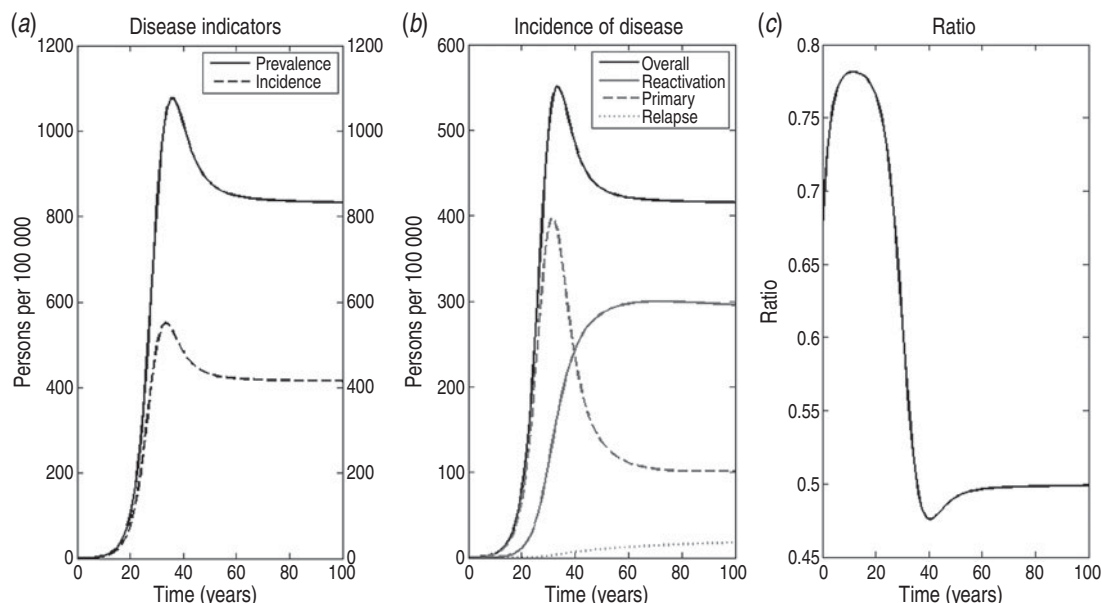 (a) Disease indicators
1200
1000
800
600
400
200
0
1200
1000
800
600
400
200
0
Prevalence
Incidence
Persons per 100 000
0 20 40 60 80 100
Time (years)
(b) Incidence of disease
600
500
400
300
200
100
0
Overall
Reactivation
Primary
Relapse
Persons per 100 000
0 20 40 60 80 100
Time (years)
(c) Ratio
0.8
0.75
0.7
0.65
0.6
0.55
0.5
0.45
Ratio
0 20 40 60 80 100
Time (years)